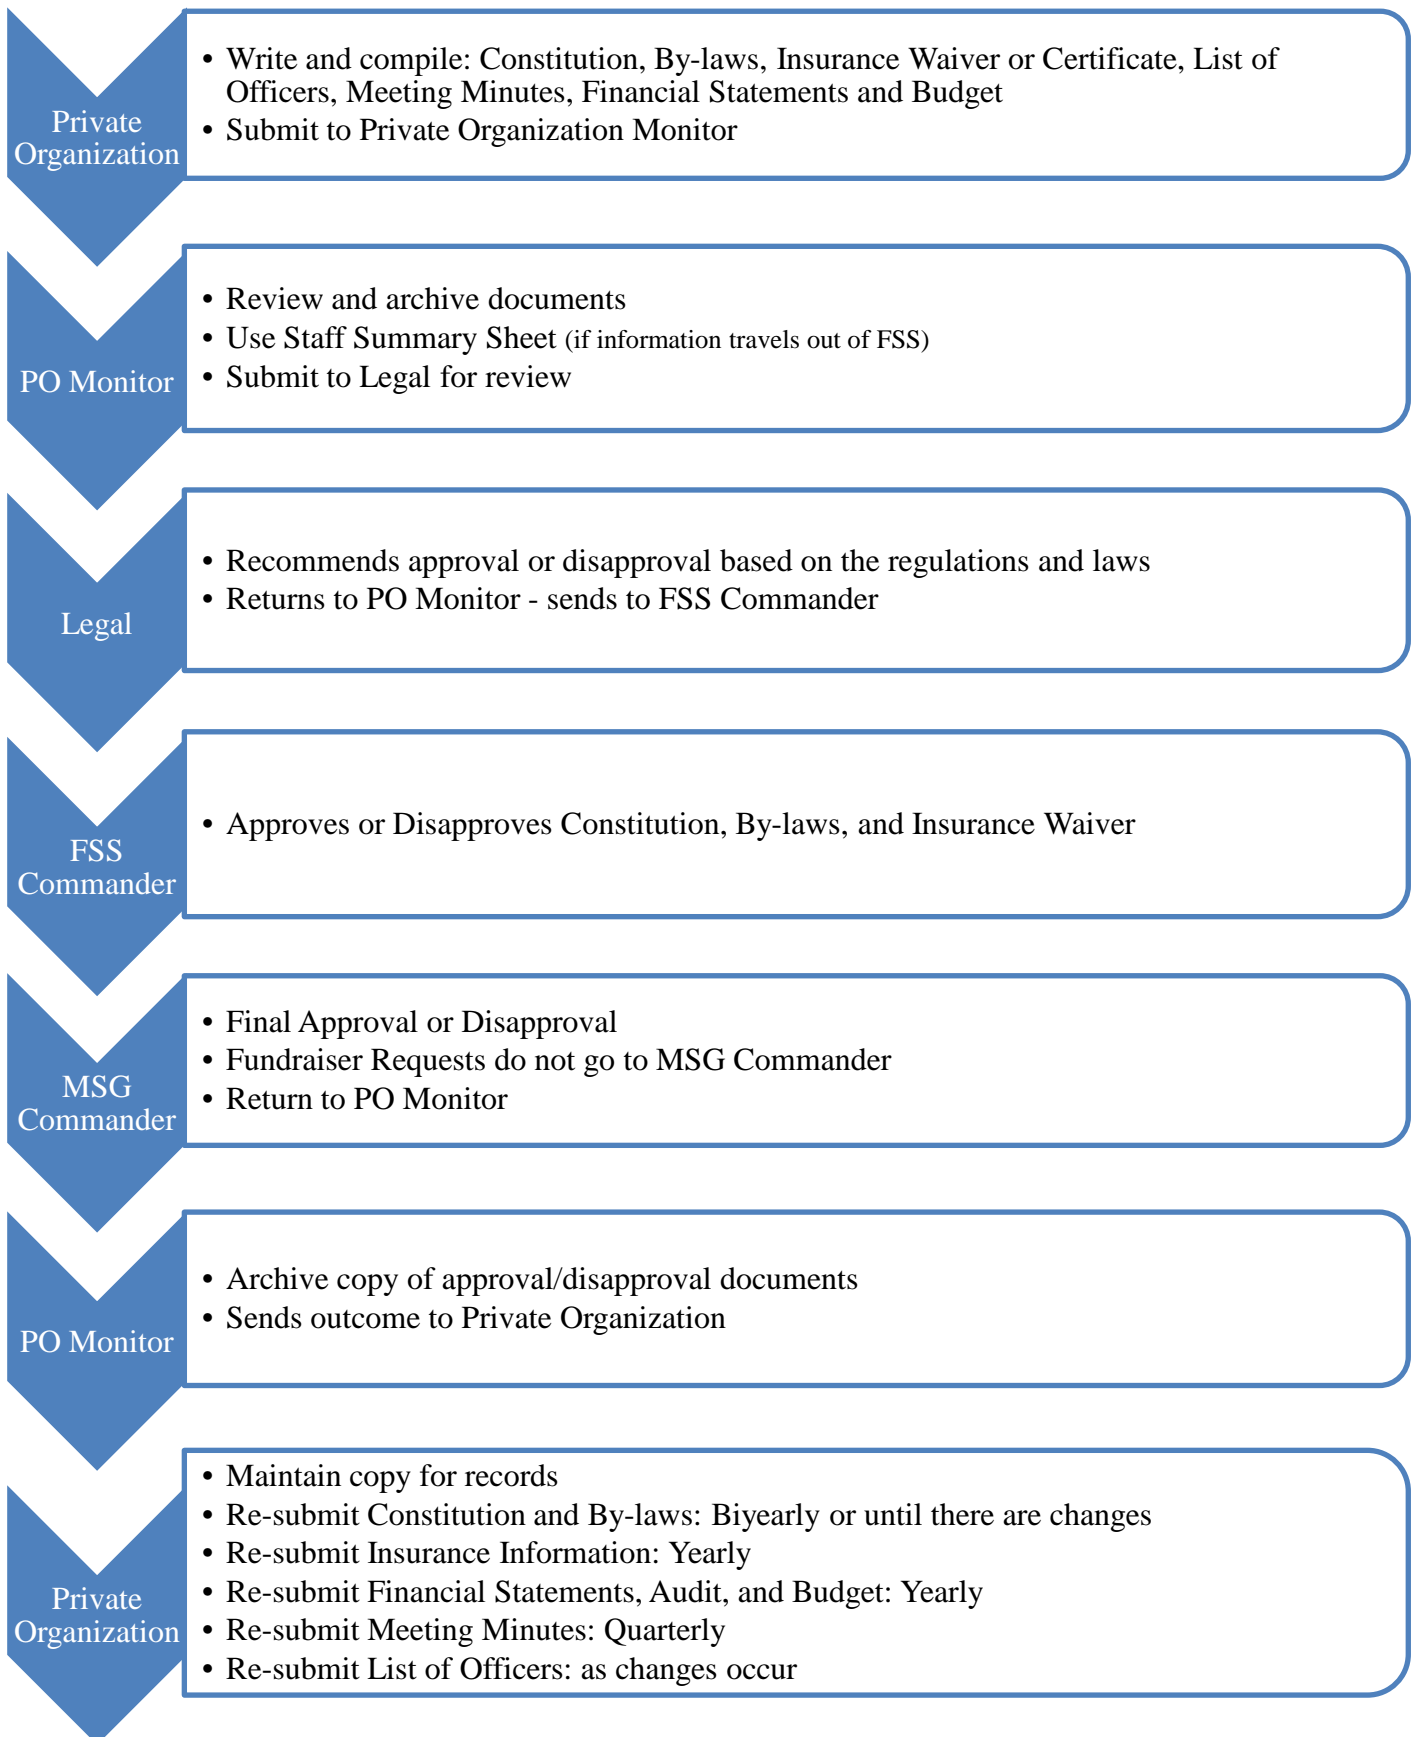 Private
Organization
• Write and compile: Constitution, By-laws, Insurance Waiver or Certificate, List of
Officers, Meeting Minutes, Financial Statements and Budget
• Submit to Private Organization Monitor
PO Monitor
• Review and archive documents
• Use Staff Summary Sheet (if information travels out of FSS)
• Submit to Legal for review
Legal
• Recommends approval or disapproval based on the regulations and laws
• Returns to PO Monitor - sends to FSS Commander
FSS
Commander
• Approves or Disapproves Constitution, By-laws, and Insurance Waiver
MSG
Commander
• Final Approval or Disapproval
• Fundraiser Requests do not go to MSG Commander
• Return to PO Monitor
PO Monitor
• Archive copy of approval/disapproval documents
• Sends outcome to Private Organization
Private
Organization
• Maintain copy for records
• Re-submit Constitution and By-laws: Biyearly or until there are changes
• Re-submit Insurance Information: Yearly
• Re-submit Financial Statements, Audit, and Budget: Yearly
• Re-submit Meeting Minutes: Quarterly
• Re-submit List of Officers: as changes occur